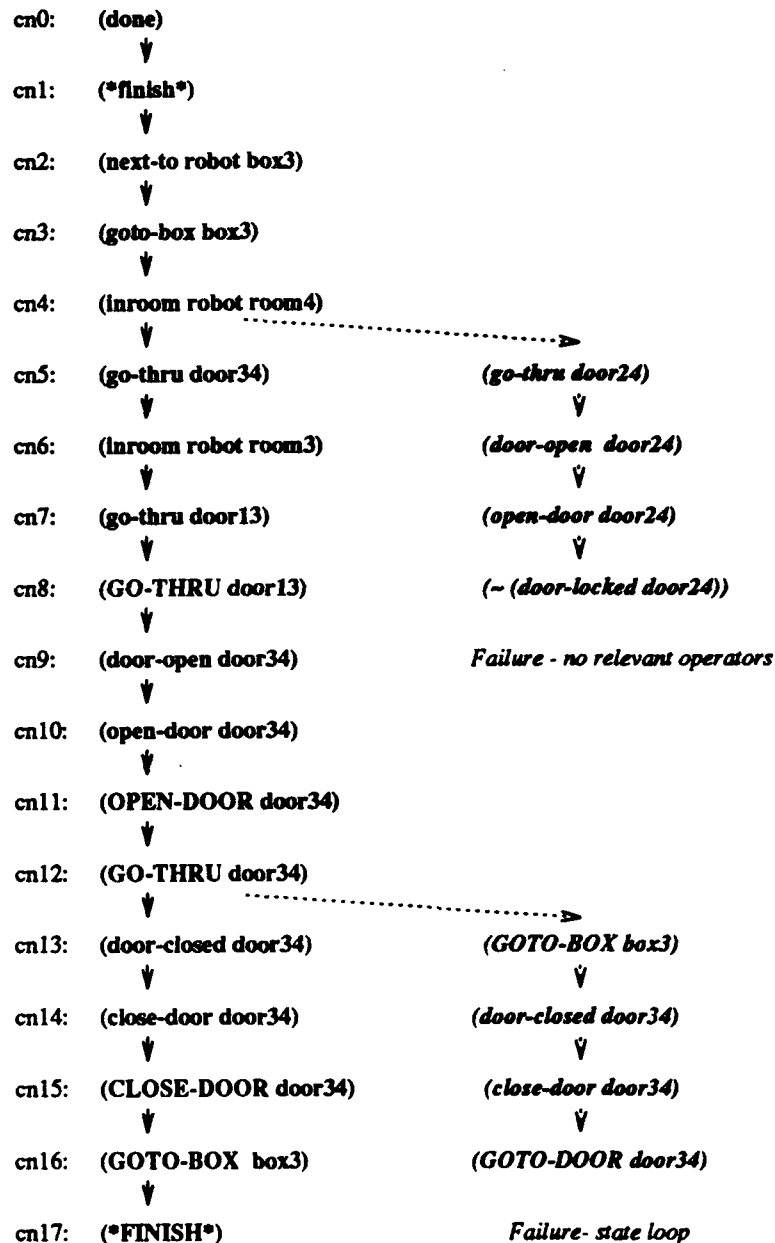 cn0: (done)
cn1: (*finish*)
cn2: (next-to robot box3)
cn3: (goto-box box3)
cn4: (inroom robot room4)
cn5: (go-thru door34) (go-thru door24)
cn6: (inroom robot room3) (door-open door24)
cn7: (go-thru door13) (open-door door24)
cn8: (GO-THRU door13) (~ (door-locked door24))
cn9: (door-open door34) Failure - no relevant operators
cn10: (open-door door34)
cn11: (OPEN-DOOR door34)
cn12: (GO-THRU door34)
cn13: (door-closed door34) (GOTO-BOX box3)
cn14: (close-door door34) (door-closed door34)
cn15: (CLOSE-DOOR door34) (close-door door34)
cn16: (GOTO-BOX box3) (GOTO-DOOR door34)
cn17: (*FINISH*) Failure- state loop